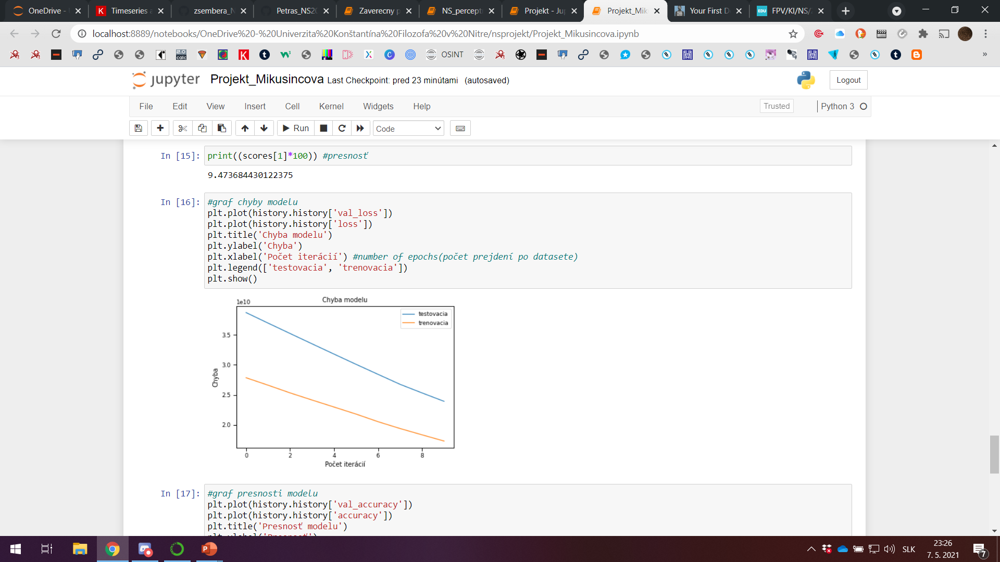 OneDrive -
Timeseries a
zsembera_N
Petras_NS20
Zaverecny p
NS_percept
Projekt - Jup
Projekt_Mik
Your First D
FPV/KI/NS/
localhost:8889/notebooks/OneDrive%20-%20Univerzita%20Konštantína%20Filozofa%20v%20Nitre/nsprojekt/Projekt_Mikusincova.ipynb
OSINT
»
jupyter
Projekt_Mikusincova Last Checkpoint: pred 23 minútami (autosaved)
Logout
File Edit View Insert Cell Kernel Widgets Help
Trusted
Python 3
Run
Code
In [15]: print((scores[1]*100)) #presnosť
9.473684430122375
In [16]: #graf chyby modelu
plt.plot(history.history['val_loss'])
plt.plot(history.history['loss'])
plt.title('Chyba modelu')
plt.ylabel('Chyba')
plt.xlabel('Počet iterácií') #number of epochs(počet prejdení po datasete)
plt.legend(['testovacia', 'trenovacia'])
plt.show()
1e10
Chyba modelu
testovacia
trenovacia
3.5
3.0
2.5
2.0
Chyba
0 2 4 6 8
Počet iterácií
In [17]: #graf presnosti modelu
plt.plot(history.history['val_accuracy'])
plt.plot(history.history['accuracy'])
plt.title('Presnosť modelu')
plt.ylabel('Presnosť')
SLK
23:26
7. 5. 2021
7